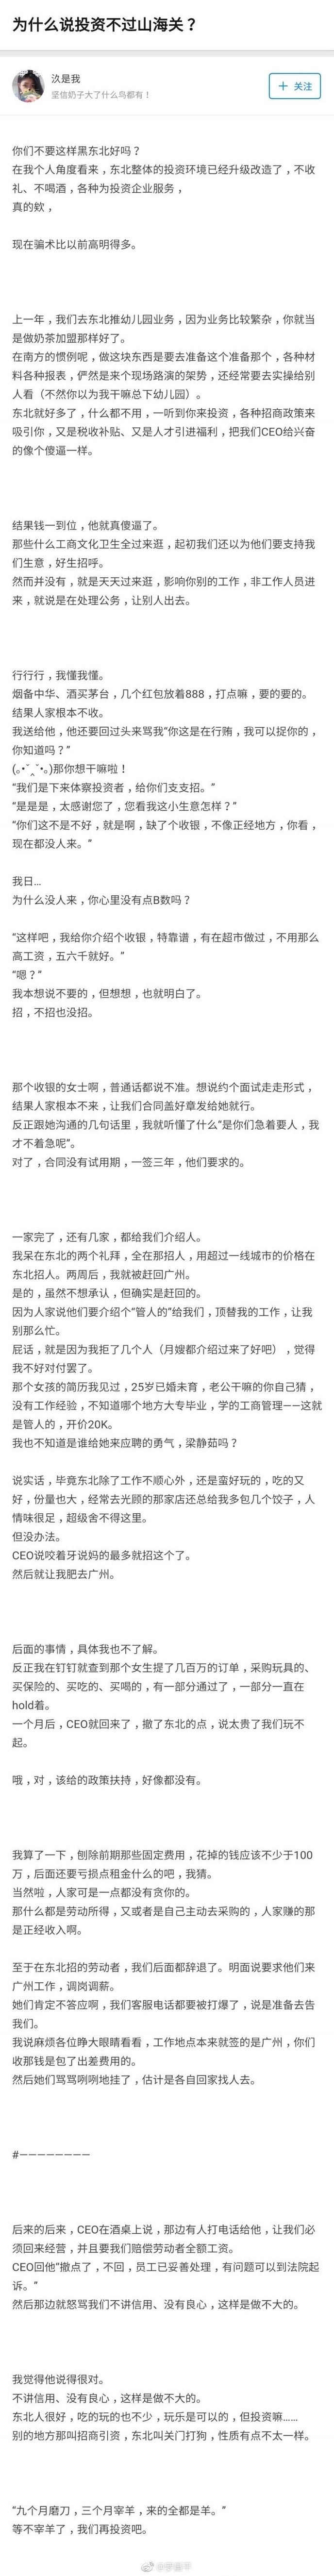 为什么说投资不过山海关？
汣是我
坚信奶子大了什么鸟都有！
＋ 关注
你们不要这样黑东北好吗？
在我个人角度看来，东北整体的投资环境已经升级改造了，不收
礼、不喝酒，各种为投资企业服务，
真的欸，
现在骗术比以前高明得多。
上一年，我们去东北推幼儿园业务，因为业务比较繁杂，你就当
是做奶茶加盟那样好了。
在南方的惯例呢，做这块东西是要去准备这个准备那个，各种材
料各种报表，俨然是来个现场路演的架势，还经常要去实操给别
人看（不然你以为我干嘛总下幼儿园）。
东北就好多了，什么都不用，一听到你来投资，各种招商政策来
吸引你，又是税收补贴、又是人才引进福利，把我们CEO给兴奋
的像个傻逼一样。
结果钱一到位，他就真傻逼了。
那些什么工商文化卫生全过来逛，起初我们还以为他们要支持我
们生意，好生招呼。
然而并没有，就是天天过来逛，影响你别的工作，非工作人员进
来，就说是在处理公务，让别人出去。
行行行，我懂我懂。
烟备中华、酒买茅台，几个红包放着888，打点嘛，要的要的。
结果人家根本不收。
我送给他，他还要回过头来骂我“你这是在行贿，我可以捉你的，
你知道吗？”
(｡•ˇ‸ˇ•｡)那你想干嘛啦！
“我们是下来体察投资者，给你们支支招。”
“是是是，太感谢您了，您看我这小生意怎样？”
“你们这不是不好，就是啊，缺了个收银，不像正经地方，你看，
现在都没人来。”
我日...
为什么没人来，你心里没有点B数吗？
“这样吧，我给你介绍个收银，特靠谱，有在超市做过，不用那么
高工资，五六千就好。”
“嗯？”
我本想说不要的，但想想，也就明白了。
招，不招也没招。
那个收银的女士啊，普通话都说不准。想说约个面试走走形式，
结果人家根本不来，让我们合同盖好章发给她就行。
反正跟她沟通的几句话里，我就听懂了什么“是你们急着要人，我
才不着急呢”。
对了，合同没有试用期，一签三年，他们要求的。
一家完了，还有几家，都给我们介绍人。
我呆在东北的两个礼拜，全在那招人，用超过一线城市的价格在
东北招人。两周后，我就被赶回广州。
是的，虽然不想承认，但确实是赶回的。
因为人家说他们要介绍个“管人的”给我们，顶替我的工作，让我
别那么忙。
屁话，就是因为我拒了几个人（月嫂都介绍过来了好吧），觉得
我不好对付罢了。
那个女孩的简历我见过，25岁已婚未育，老公干嘛的你自己猜，
没有工作经验，不知道哪个地方大专毕业，学的工商管理——这就
是管人的，开价20K。
我也不知道是谁给她来应聘的勇气，梁静茹吗？
说实话，毕竟东北除了工作不顺心外，还是蛮好玩的，吃的又
好，份量也大，经常去光顾的那家店还总给我多包几个饺子，人
情味很足，超级舍不得这里。
但没办法。
CEO说咬着牙说妈的最多就招这个了。
然后就让我肥去广州。
后面的事情，具体我也不了解。
反正我在钉钉就查到那个女生提了几百万的订单，采购玩具的、
买保险的、买吃的、买喝的，有一部分通过了，一部分一直在
hold着。
一个月后，CEO就回来了，撤了东北的点，说太贵了我们玩不
起。
哦，对，该给的政策扶持，好像都没有。
我算了一下，刨除前期那些固定费用，花掉的钱应该不少于100
万，后面还要亏损点租金什么的吧，我猜。
当然啦，人家可是一点都没有贪你的。
那什么都是劳动所得，又或者是自己主动去采购的，人家赚的那
是正经收入啊。
至于在东北招的劳动者，我们后面都辞退了。明面说要求他们来
广州工作，调岗调薪。
她们肯定不答应啊，我们客服电话都要被打爆了，说是准备去告
我们。
我说麻烦各位睁大眼睛看看，工作地点本来就签的是广州，你们
收那钱是包了出差费用的。
然后她们骂骂咧咧地挂了，估计是各自回家找人去。
#————————
后来的后来，CEO在酒桌上说，那边有人打电话给他，让我们必
须回来经营，并且要我们赔偿劳动者全额工资。
CEO回他“撤点了，不回，员工已妥善处理，有问题可以到法院起
诉。”
然后那边就怒骂我们不讲信用、没有良心，这样是做不大的。
我觉得他说得很对。
不讲信用、没有良心，这样是做不大的。
东北人很好，吃的玩的也不少，玩乐是可以的，但投资嘛......
别的地方那叫招商引资，东北叫关门打狗，性质有点不太一样。
“九个月磨刀，三个月宰羊，来的全都是羊。”
等不宰羊了，我们再投资吧。